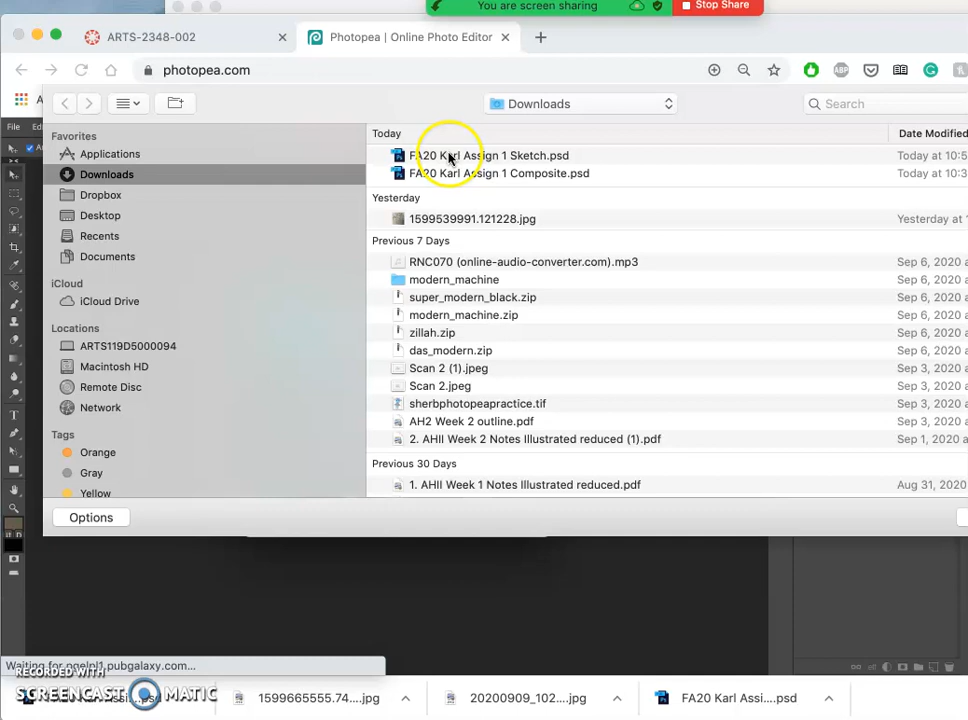 You are screen sharing
Stop Share
ARTS-2348-002
Photopea | Online Photo Editor
photopea.com
ABP
Downloads
Search
File
Favorites
Applications
Downloads
Dropbox
Desktop
Recents
Documents
iCloud
iCloud Drive
Locations
ARTS119D5000094
Macintosh HD
Remote Disc
Network
Tags
Orange
Gray
Yellow
Today
Date Modified
FA20 Karl Assign 1 Sketch.psd
Today at 10:5
FA20 Karl Assign 1 Composite.psd
Today at 10:3
Yesterday
1599539991.121228.jpg
Yesterday at
Previous 7 Days
RNC070 (online-audio-converter.com).mp3
Sep 6, 2020 a
modern_machine
Sep 6, 2020 a
super_modern_black.zip
Sep 6, 2020 a
modern_machine.zip
Sep 6, 2020 a
zillah.zip
Sep 6, 2020 a
das_modern.zip
Sep 6, 2020 a
Scan 2 (1).jpeg
Sep 3, 2020 a
Scan 2.jpeg
Sep 3, 2020 a
sherbphotopeapractice.tif
Sep 3, 2020 a
AH2 Week 2 outline.pdf
Sep 3, 2020 a
2. AHII Week 2 Notes Illustrated reduced (1).pdf
Sep 1, 2020 a
Previous 30 Days
1. AHII Week 1 Notes Illustrated reduced.pdf
Aug 31, 2020
Options
RECORDED WITH
SCREENCAST MATIC
1599665555.74....jpg
20200909_102....jpg
FA20 Karl Assi....psd